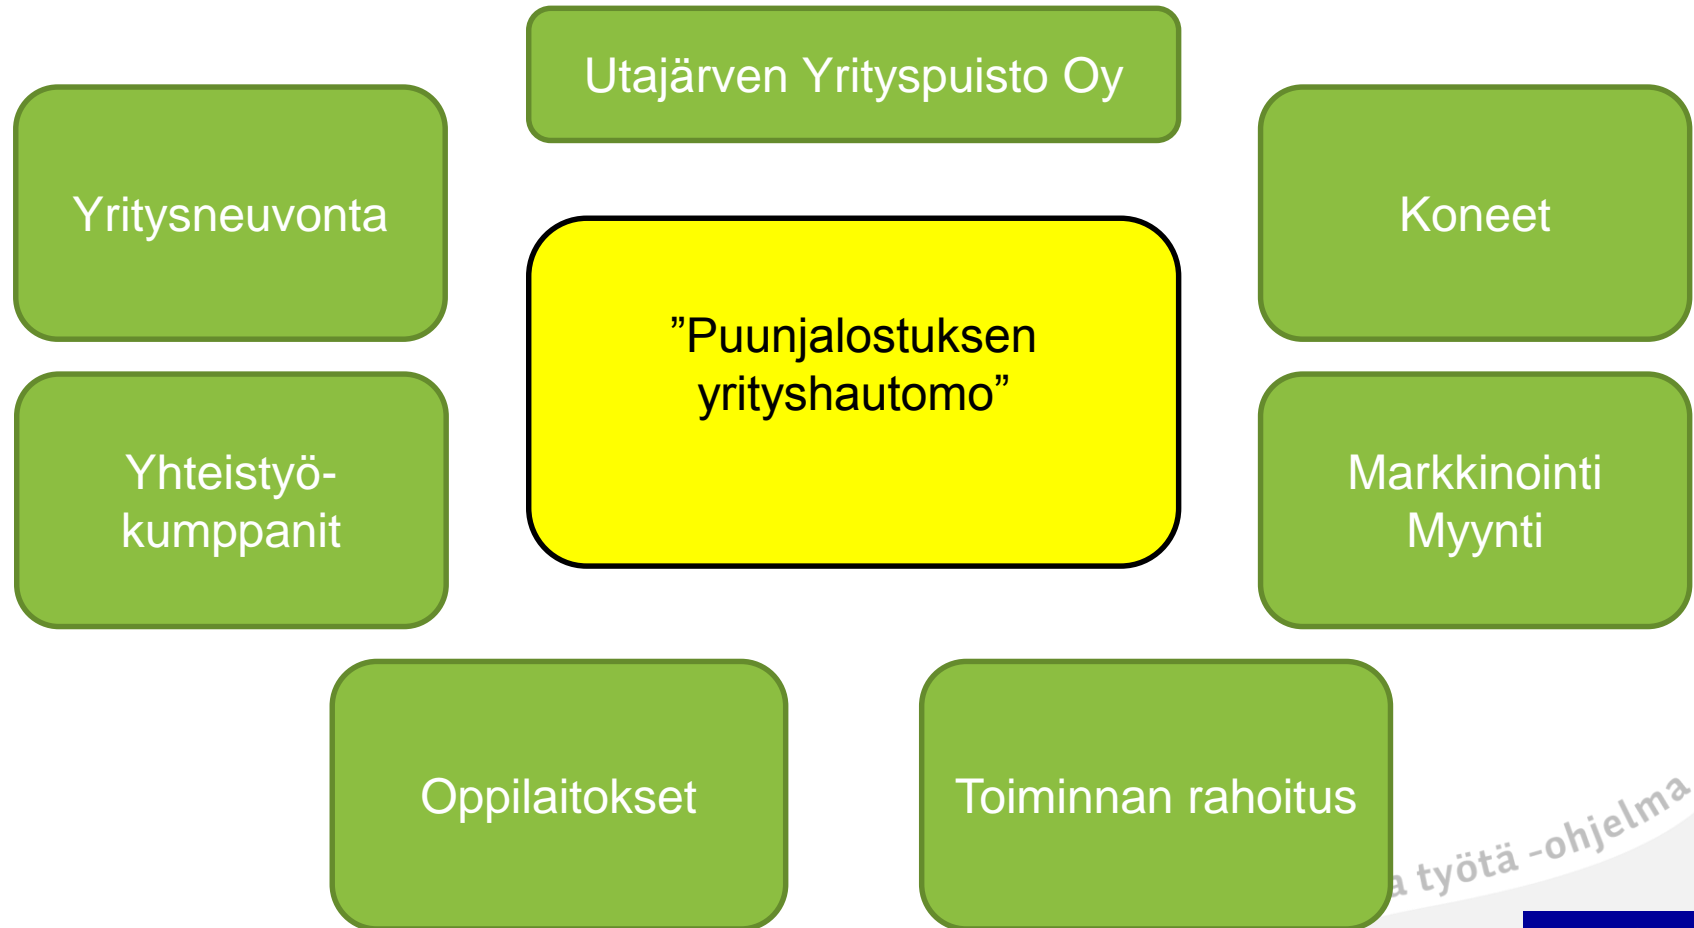 Utajärven Yrityspuisto Oy
Yritysneuvonta
Koneet
”Puunjalostuksen
yrityshautomo”
Yhteistyö-
kumppanit
Markkinointi
Myynti
Oppilaitokset
Toiminnan rahoitus
a työtä -ohjelma